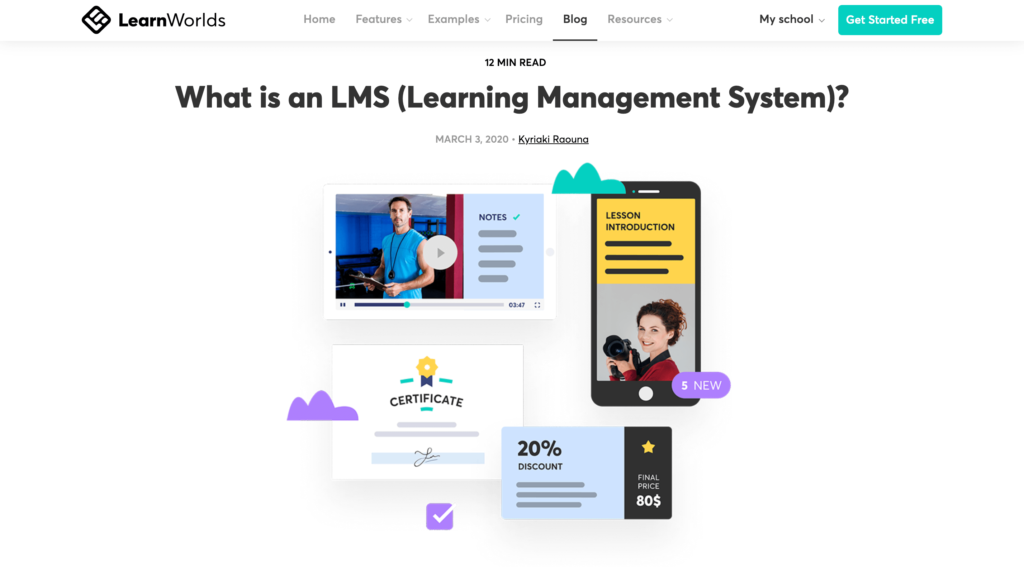 LearnWorlds
Home Features Examples Pricing Blog Resources My school Get Started Free
12 MIN READ
What is an LMS (Learning Management System)?
MARCH 3, 2020 • Kyriaki Raouna
NOTES
03:47
LESSON
INTRODUCTION
5 NEW
CERTIFICATE
20%
DISCOUNT
FINAL
PRICE
80$